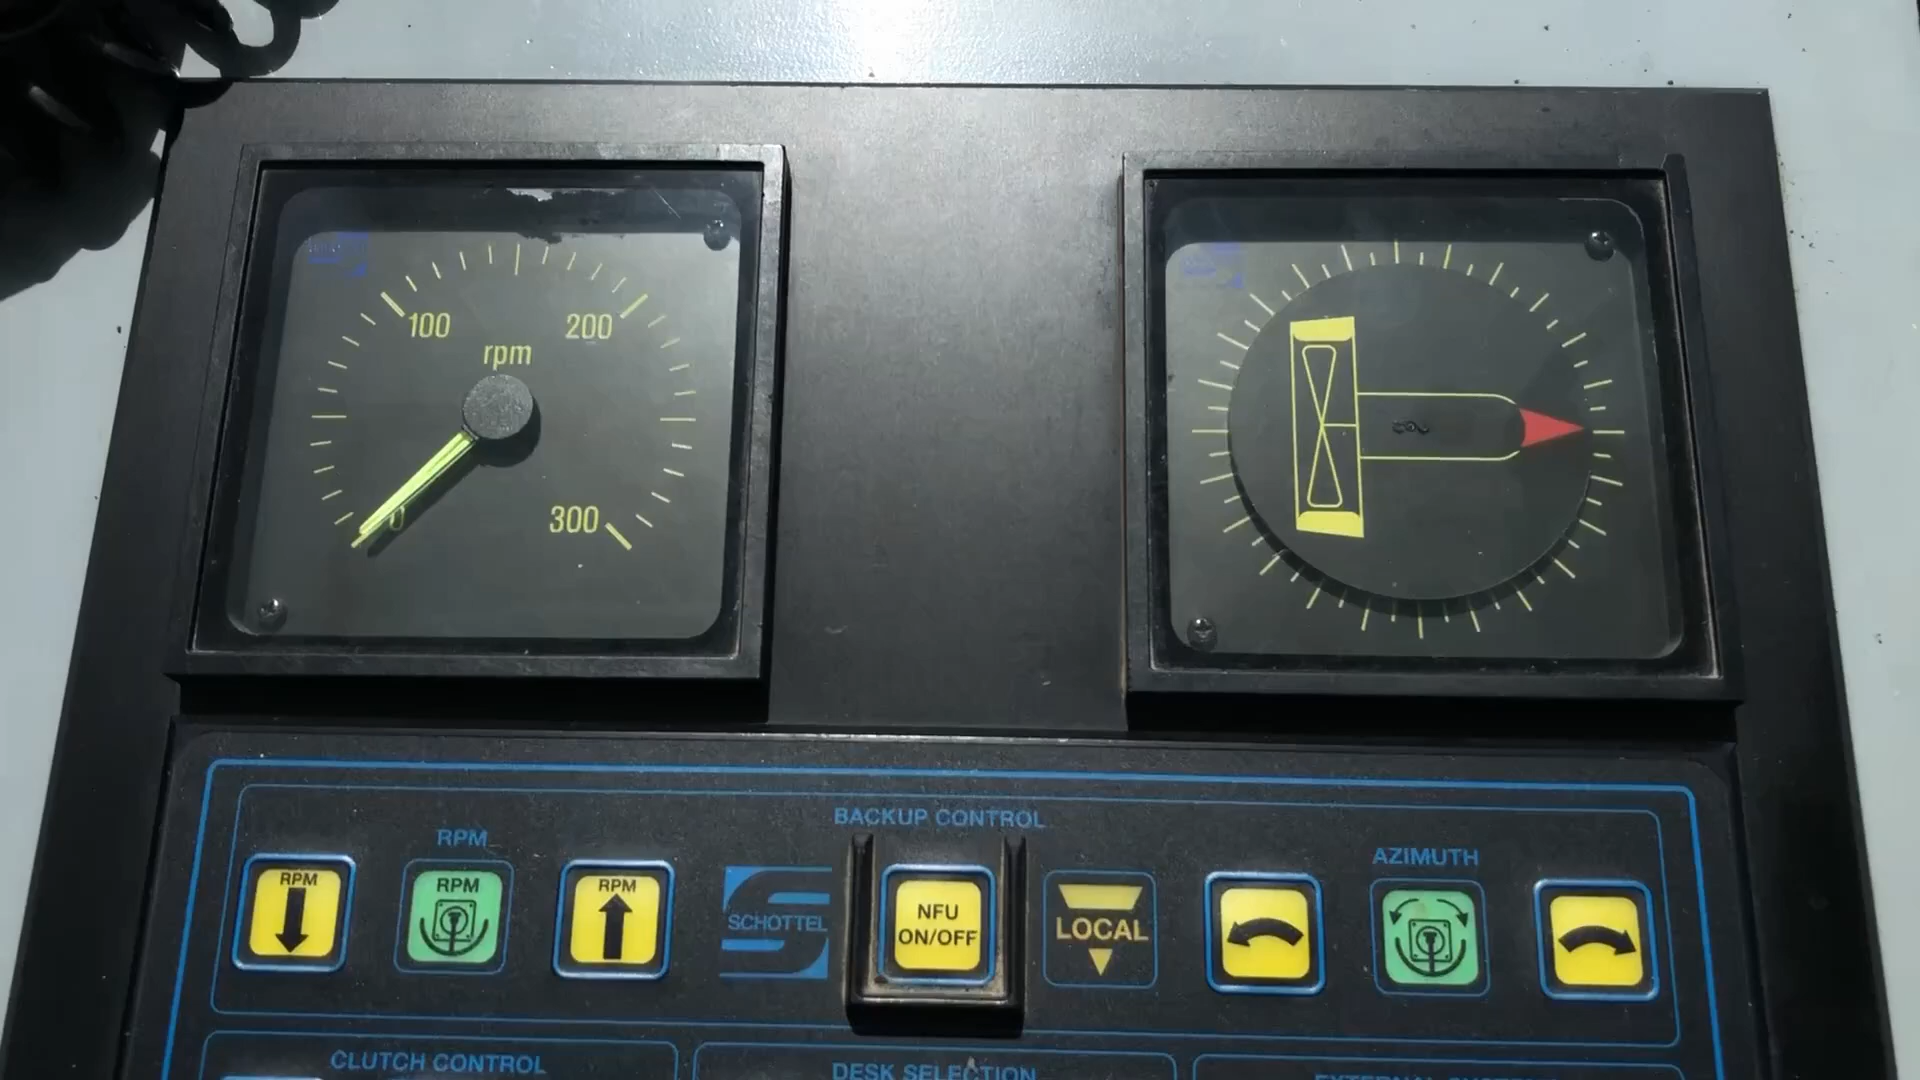 100
200
rpm
0
300
BACKUP CONTROL
RPM
AZIMUTH
RPM
RPM
RPM
SCHOTTEL
NFU
ON/OFF
LOCAL
CLUTCH CONTROL
DESK SELECTION